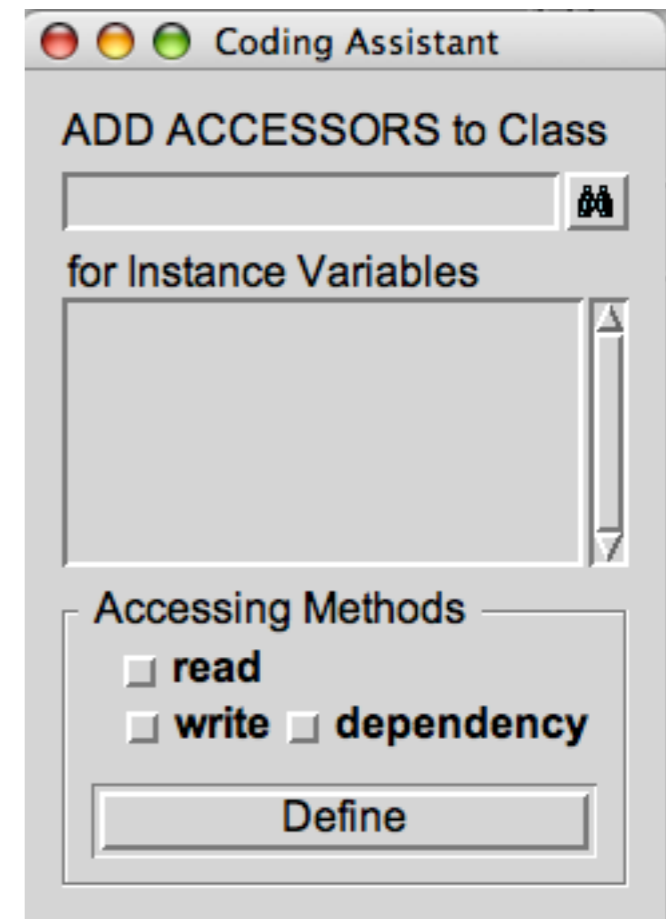 Coding Assistant
ADD ACCESSORS to Class
for Instance Variables
Accessing Methods
read
write dependency
Define